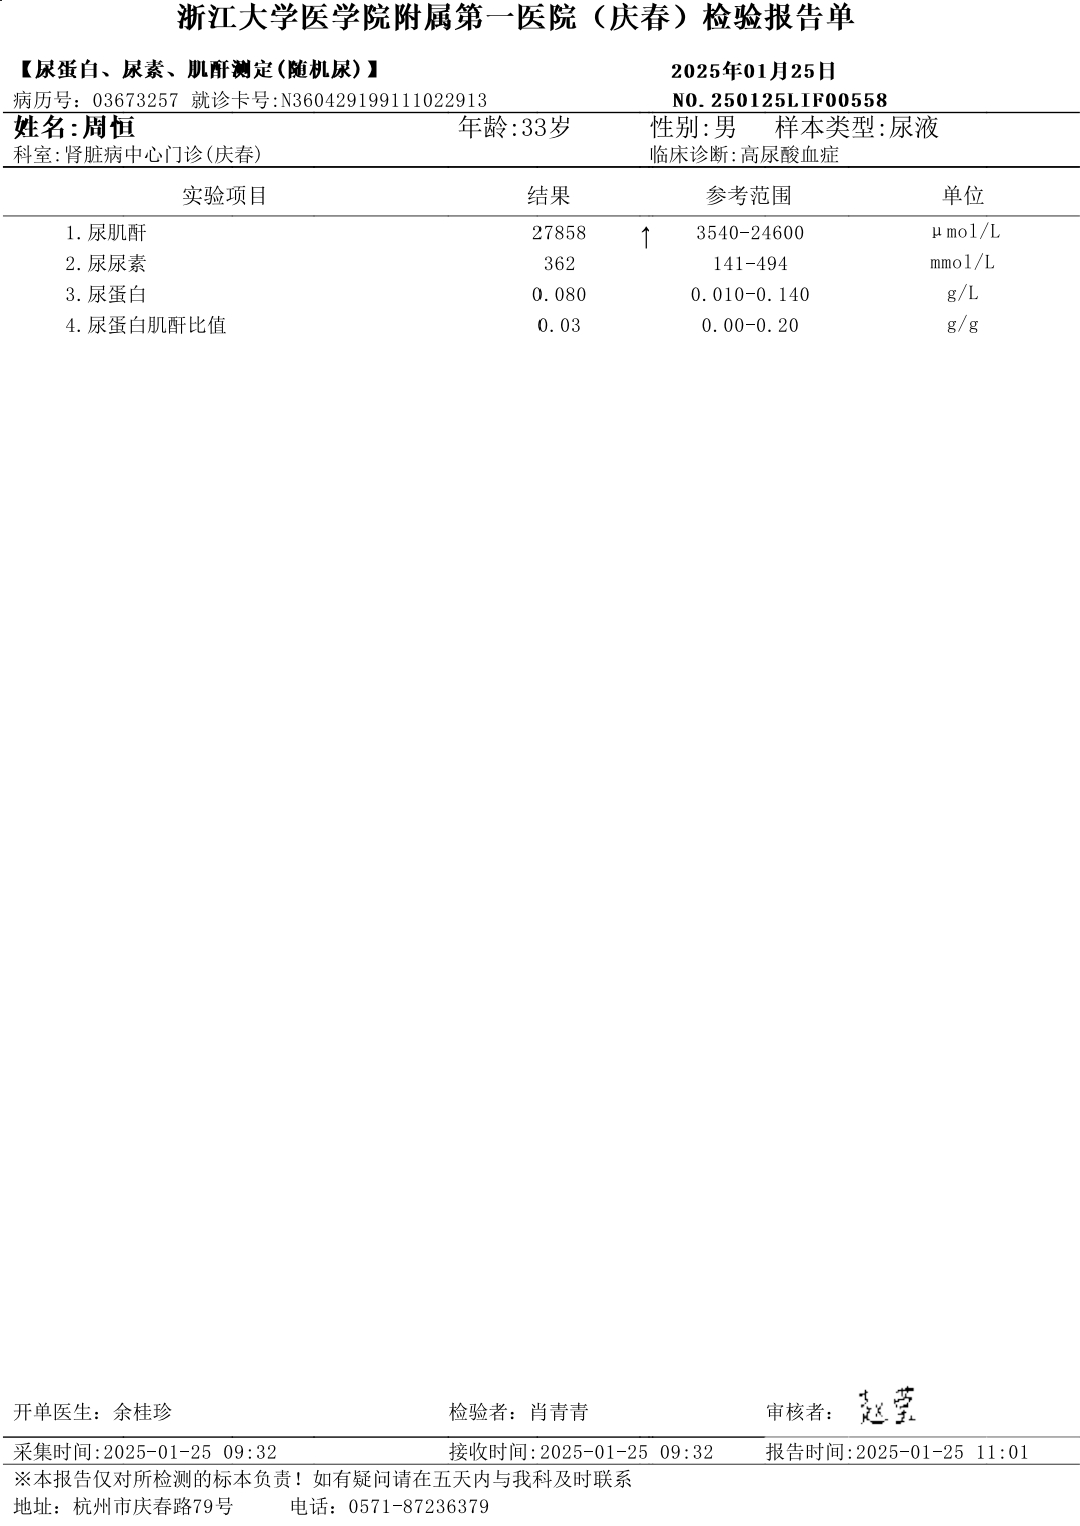 浙江大学医学院附属第一医院（庆春）检验报告单
【尿蛋白、尿素、肌酐测定(随机尿)】 2025年01月25日
病历号：03673257 就诊卡号:N360429199111022913 NO.250125LIF00558
姓名:周恒 年龄:33岁 性别:男 样本类型:尿液
科室:肾脏病中心门诊(庆春) 临床诊断:高尿酸血症
实验项目 结果 参考范围 单位
1.尿肌酐 27858 ↑ 3540-24600 μmol/L
2.尿尿素 362 141-494 mmol/L
3.尿蛋白 0.080 0.010-0.140 g/L
4.尿蛋白肌酐比值 0.03 0.00-0.20 g/g
开单医生：余桂珍 检验者：肖青青 审核者：赵莹
采集时间:2025-01-25 09:32 接收时间:2025-01-25 09:32 报告时间:2025-01-25 11:01
※本报告仅对所检测的标本负责！如有疑问请在五天内与我科及时联系
地址：杭州市庆春路79号 电话：0571-87236379